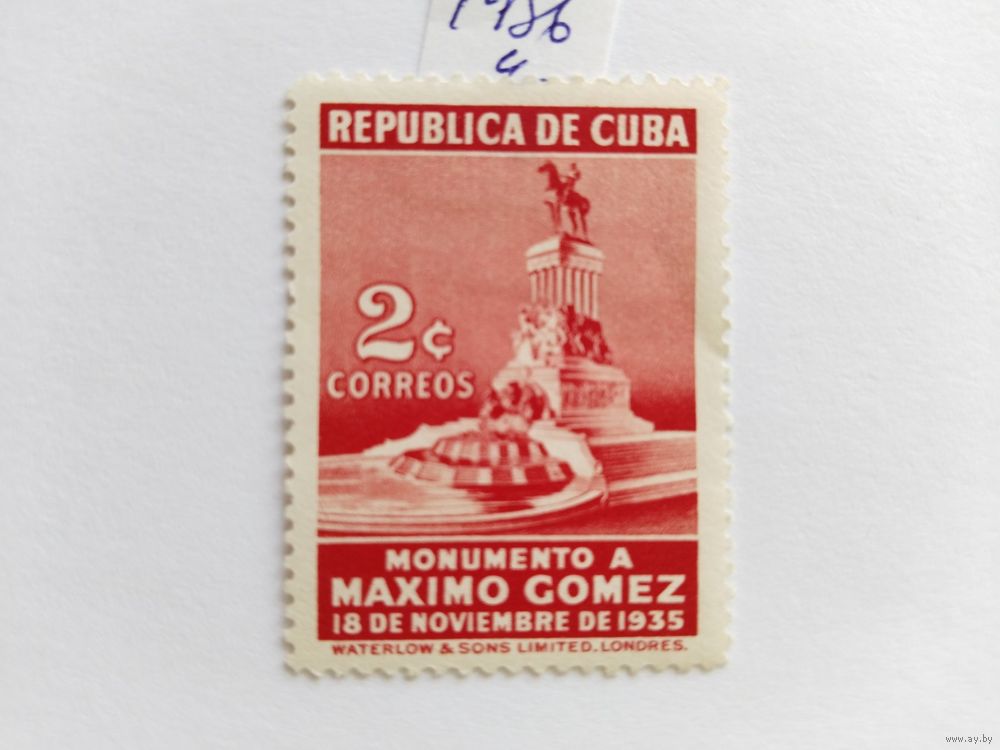 REPUBLICA DE CUBA
2¢
CORREOS
MONUMENTO A
MAXIMO GOMEZ
18 DE NOVIEMBRE DE 1935
WATERLOW & SONS LIMITED. LONDRES.
www.ay.by